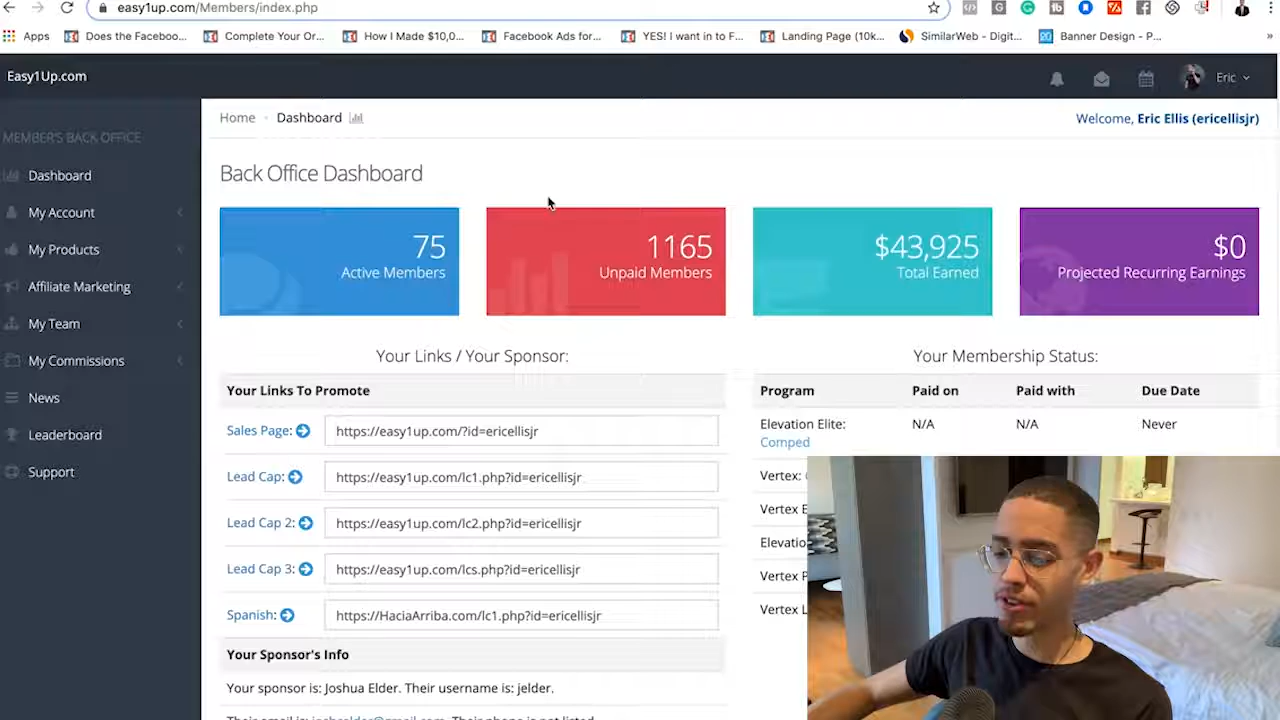 easy1up.com/Members/index.php
Apps Does the Faceboo... Complete Your Or... How I Made $10,0... Facebook Ads for... YES! I want in to F... Landing Page (10k... SimilarWeb - Digit... Banner Design - P... »
Easy1Up.com
Eric
MEMBER'S BACK OFFICE
Dashboard
My Account
My Products
Affiliate Marketing
My Team
My Commissions
News
Leaderboard
Support
Home Dashboard
Welcome, Eric Ellis (ericellisjr)
Back Office Dashboard
75
Active Members
1165
Unpaid Members
$43,925
Total Earned
$0
Projected Recurring Earnings
Your Links / Your Sponsor:
Your Links To Promote
Sales Page: https://easy1up.com/?id=ericellisjr
Lead Cap: https://easy1up.com/lc1.php?id=ericellisjr
Lead Cap 2: https://easy1up.com/lc2.php?id=ericellisjr
Lead Cap 3: https://easy1up.com/lcs.php?id=ericellisjr
Spanish: https://HaciaArriba.com/lc1.php?id=ericellisjr
Your Sponsor's Info
Your sponsor is: Joshua Elder. Their username is: jelder.
Your Membership Status:
Program Paid on Paid with Due Date
Elevation Elite: N/A N/A Never
Comped
Vertex:
Vertex E
Elevatio
Vertex P
Vertex L